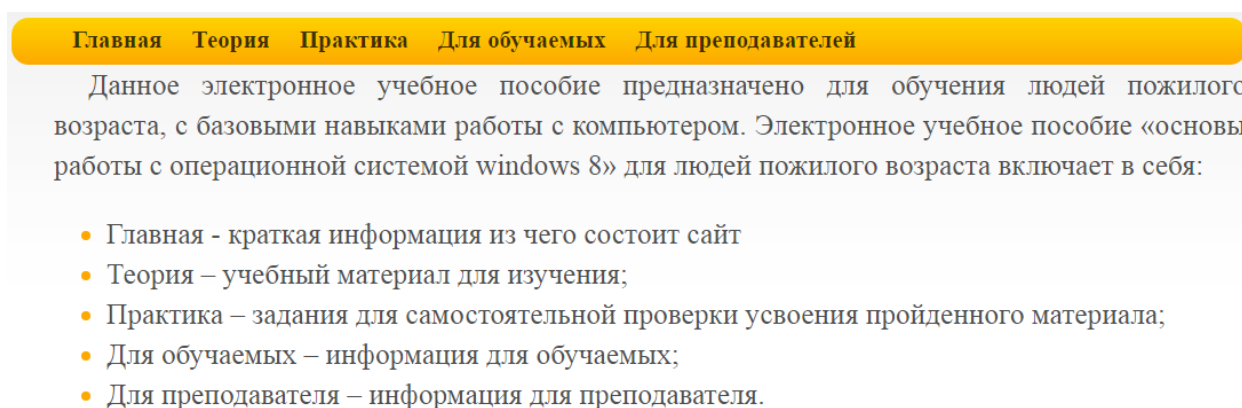 Главная Теория Практика Для обучаемых Для преподавателей
Данное электронное учебное пособие предназначено для обучения людей пожилого
возраста, с базовыми навыками работы с компьютером. Электронное учебное пособие «основы
работы с операционной системой windows 8» для людей пожилого возраста включает в себя:
• Главная - краткая информация из чего состоит сайт
• Теория – учебный материал для изучения;
• Практика – задания для самостоятельной проверки усвоения пройденного материала;
• Для обучаемых – информация для обучаемых;
• Для преподавателя – информация для преподавателя.